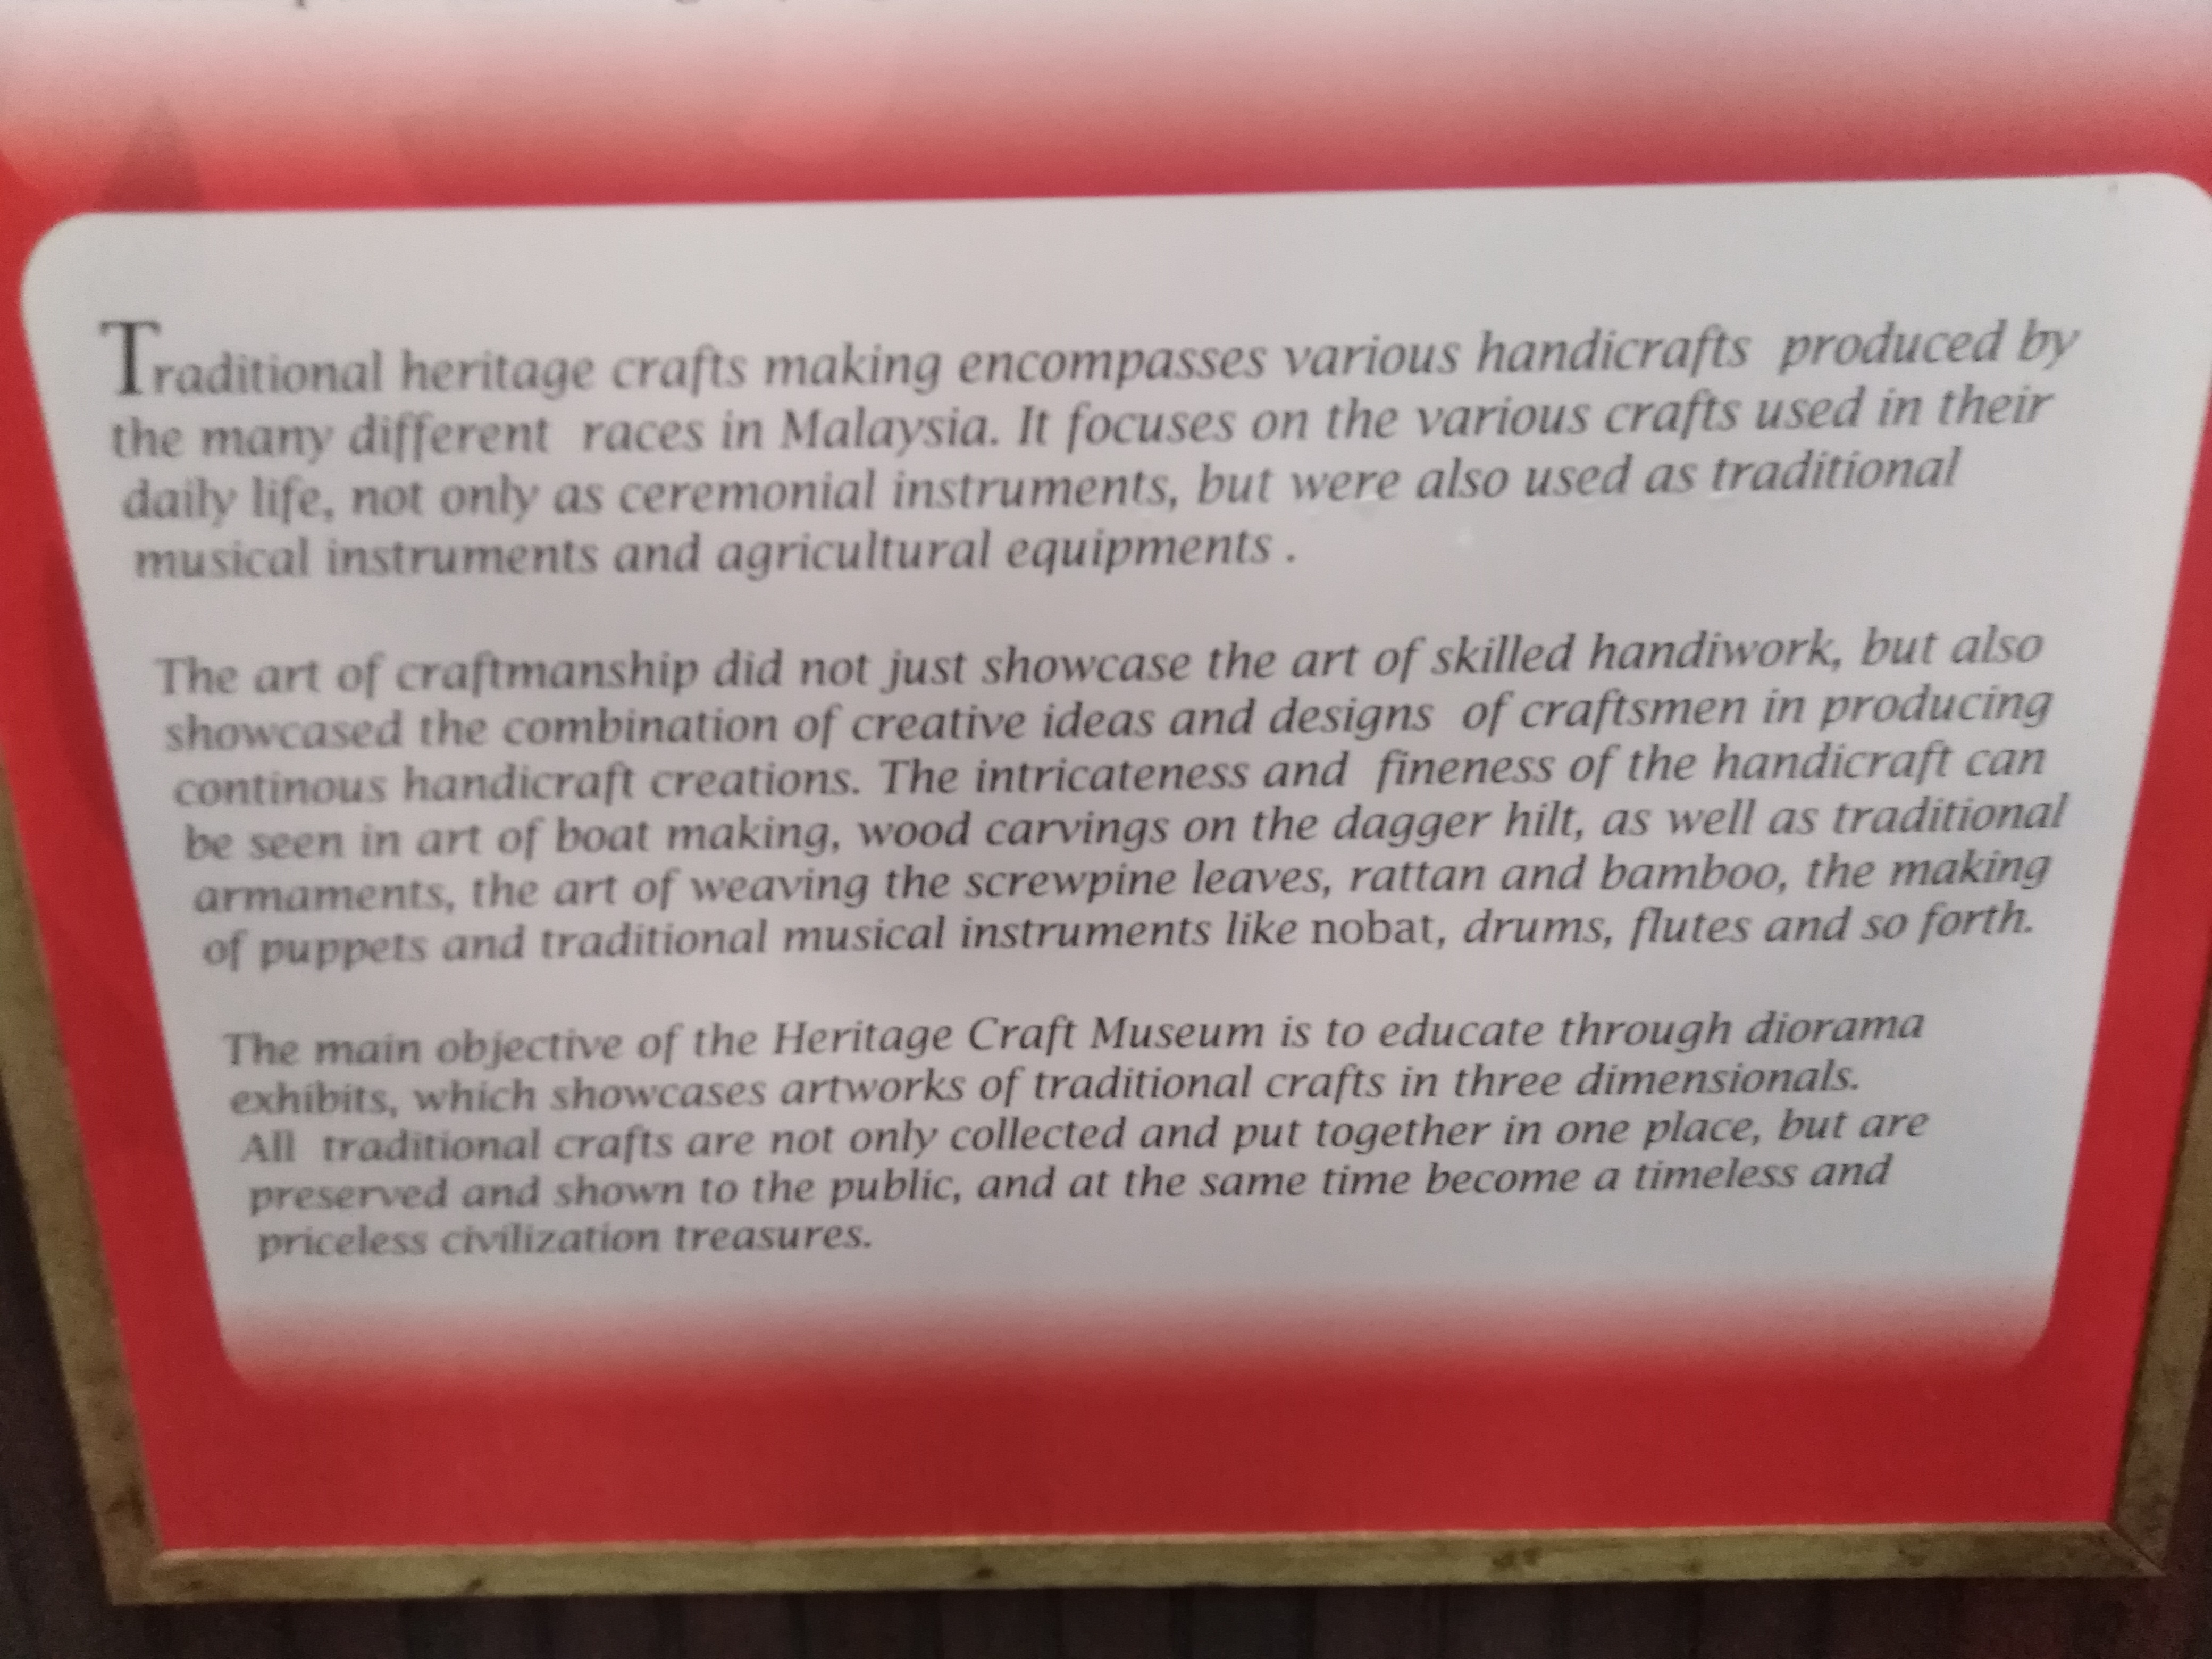 Traditional heritage crafts making encompasses various handicrafts produced by
the many different races in Malaysia. It focuses on the various crafts used in their
daily life, not only as ceremonial instruments, but were also used as traditional
musical instruments and agricultural equipments .
The art of craftmanship did not just showcase the art of skilled handiwork, but also
showcased the combination of creative ideas and designs of craftsmen in producing
continous handicraft creations. The intricateness and fineness of the handicraft can
be seen in art of boat making, wood carvings on the dagger hilt, as well as traditional
armaments, the art of weaving the screwpine leaves, rattan and bamboo, the making
of puppets and traditional musical instruments like nobat, drums, flutes and so forth.
The main objective of the Heritage Craft Museum is to educate through diorama
exhibits, which showcases artworks of traditional crafts in three dimensionals.
All traditional crafts are not only collected and put together in one place, but are
preserved and shown to the public, and at the same time become a timeless and
priceless civilization treasures.